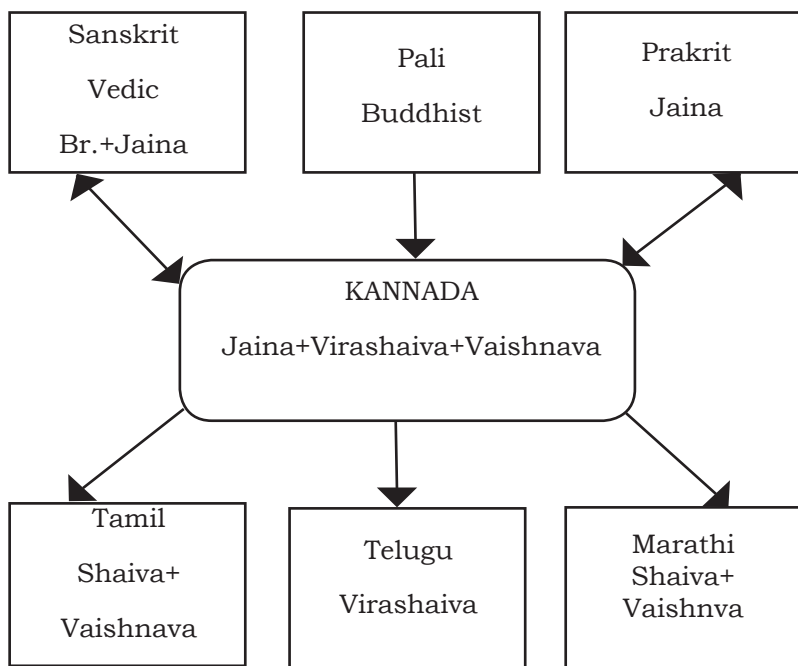 Sanskrit
Vedic
Br.+Jaina
Pali
Buddhist
Prakrit
Jaina
KANNADA
Jaina+Virashaiva+Vaishnava
Tamil
Shaiva+
Vaishnava
Telugu
Virashaiva
Marathi
Shaiva+
Vaishnva